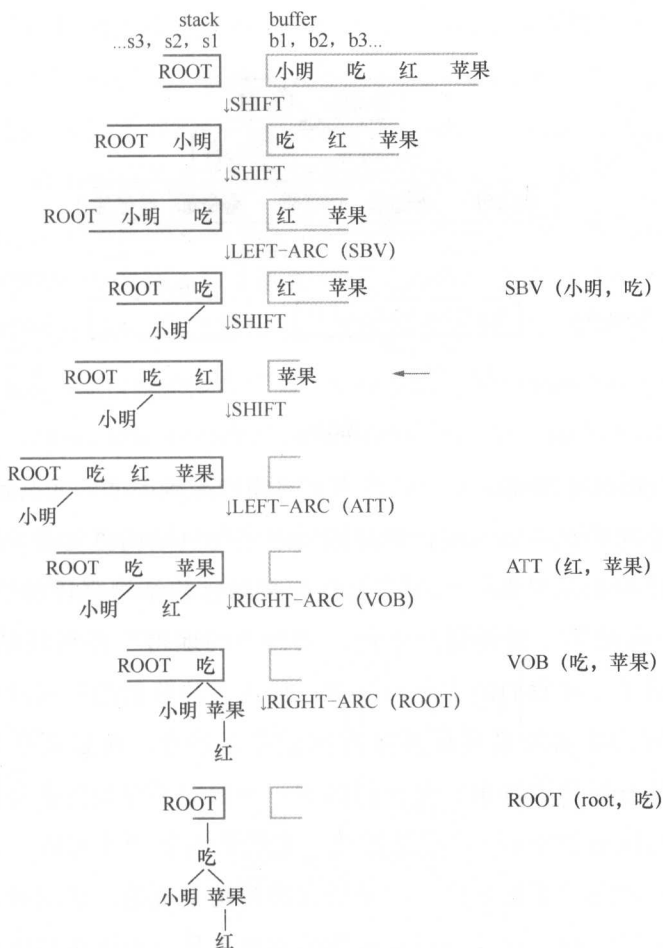 stack buffer
...s3，s2，s1 b1，b2，b3...
ROOT 小明 吃 红 苹果
↓SHIFT
ROOT 小明 吃 红 苹果
↓SHIFT
ROOT 小明 吃 红 苹果
↓LEFT-ARC（SBV）
ROOT 吃 红 苹果 SBV（小明，吃）
小明 ↓SHIFT
ROOT 吃 红 苹果
小明 ↓SHIFT
ROOT 吃 红 苹果
小明 ↓LEFT-ARC（ATT）
ROOT 吃 苹果 ATT（红，苹果）
小明 红 ↓RIGHT-ARC（VOB）
ROOT 吃 VOB（吃，苹果）
小明 苹果 ↓RIGHT-ARC（ROOT）
红
ROOT ROOT（root，吃）
吃
小明 苹果
红